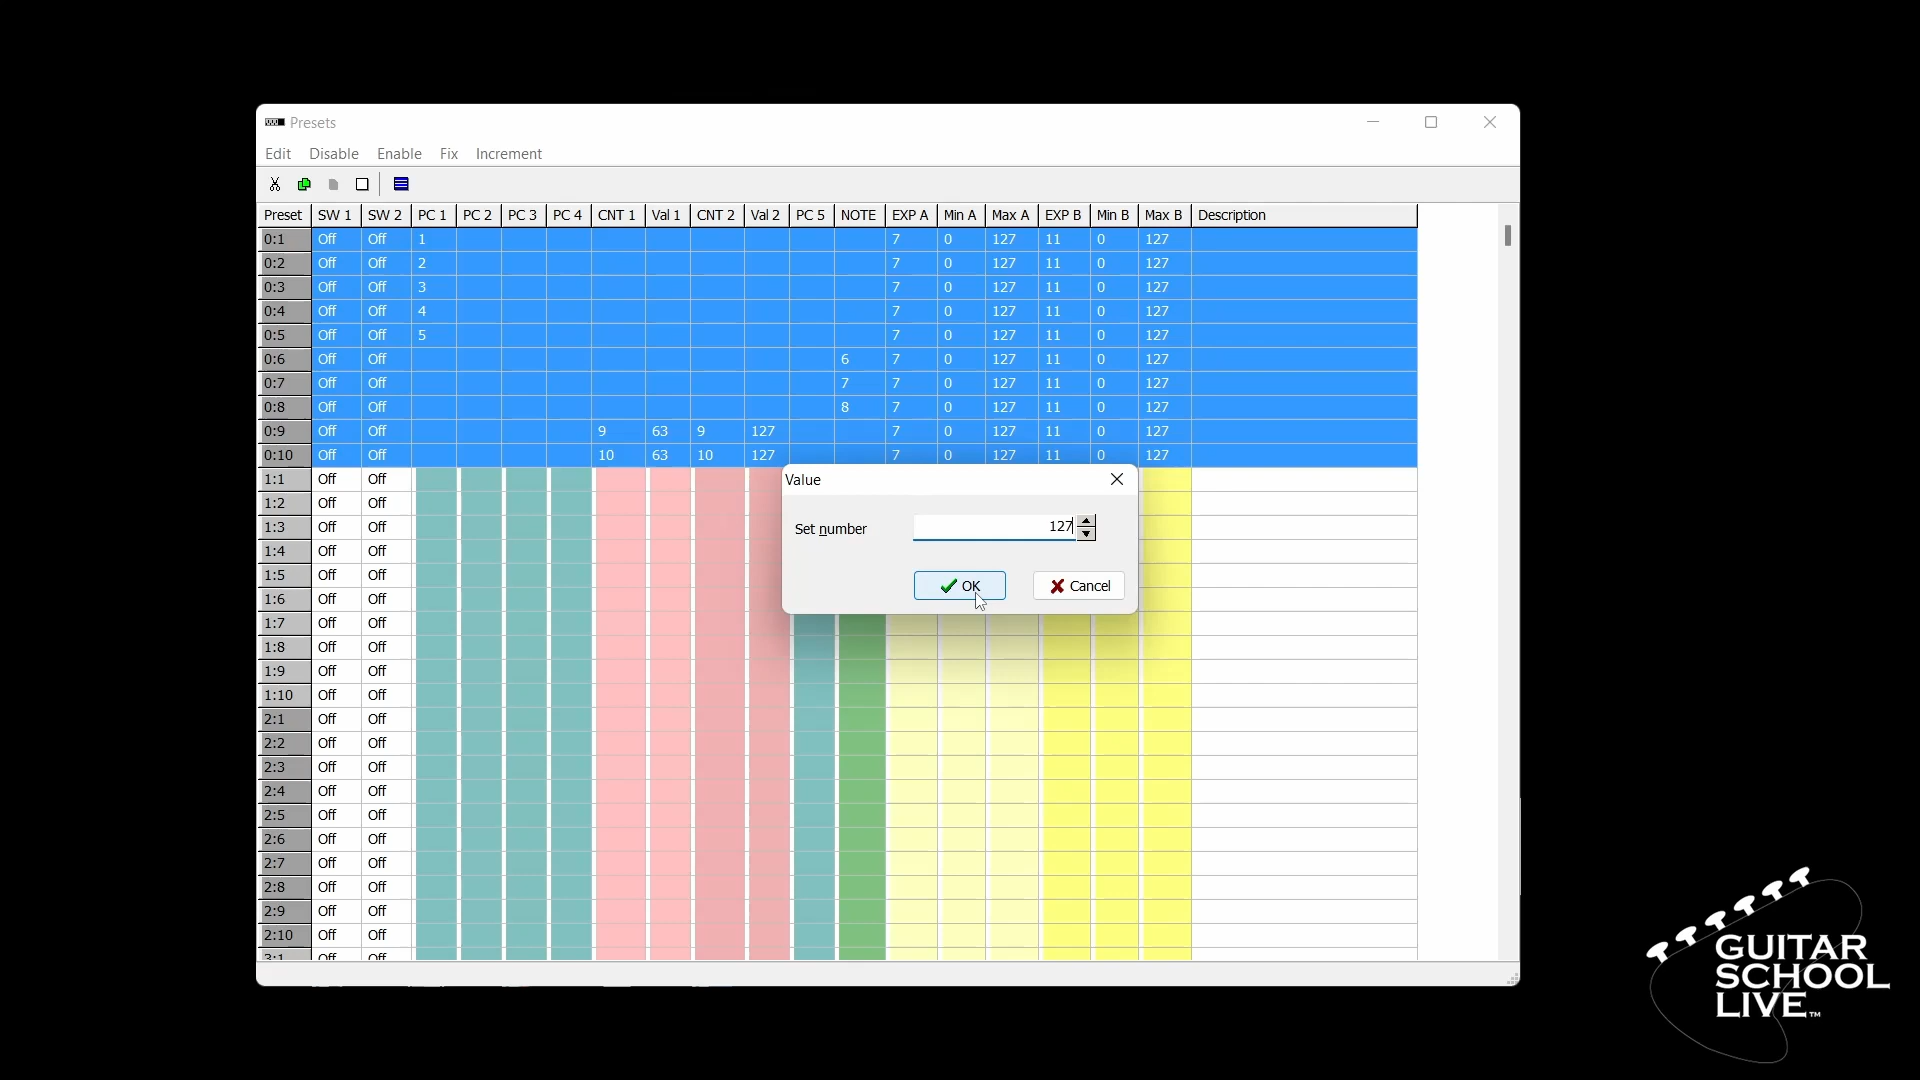 Presets
Edit Disable Enable Fix Increment
Preset SW 1 SW 2 PC 1 PC 2 PC 3 PC 4 CNT 1 Val 1 CNT 2 Val 2 PC 5 NOTE EXP A Min A Max A EXP B Min B Max B Description
0:1 Off Off 1 7 0 127 11 0 127
0:2 Off Off 2 7 0 127 11 0 127
0:3 Off Off 3 7 0 127 11 0 127
0:4 Off Off 4 7 0 127 11 0 127
0:5 Off Off 5 7 0 127 11 0 127
0:6 Off Off 6 7 0 127 11 0 127
0:7 Off Off 7 7 0 127 11 0 127
0:8 Off Off 8 7 0 127 11 0 127
0:9 Off Off 9 63 9 127 7 0 127 11 0 127
0:10 Off Off 10 63 10 127 7 0 127 11 0 127
1:1 Off Off
1:2 Off Off
1:3 Off Off
1:4 Off Off
1:5 Off Off
1:6 Off Off
1:7 Off Off
1:8 Off Off
1:9 Off Off
1:10 Off Off
2:1 Off Off
2:2 Off Off
2:3 Off Off
2:4 Off Off
2:5 Off Off
2:6 Off Off
2:7 Off Off
2:8 Off Off
2:9 Off Off
2:10 Off Off
3:1 Off Off
Value
Set number 127
OK Cancel
GUITAR
SCHOOL
LIVE™